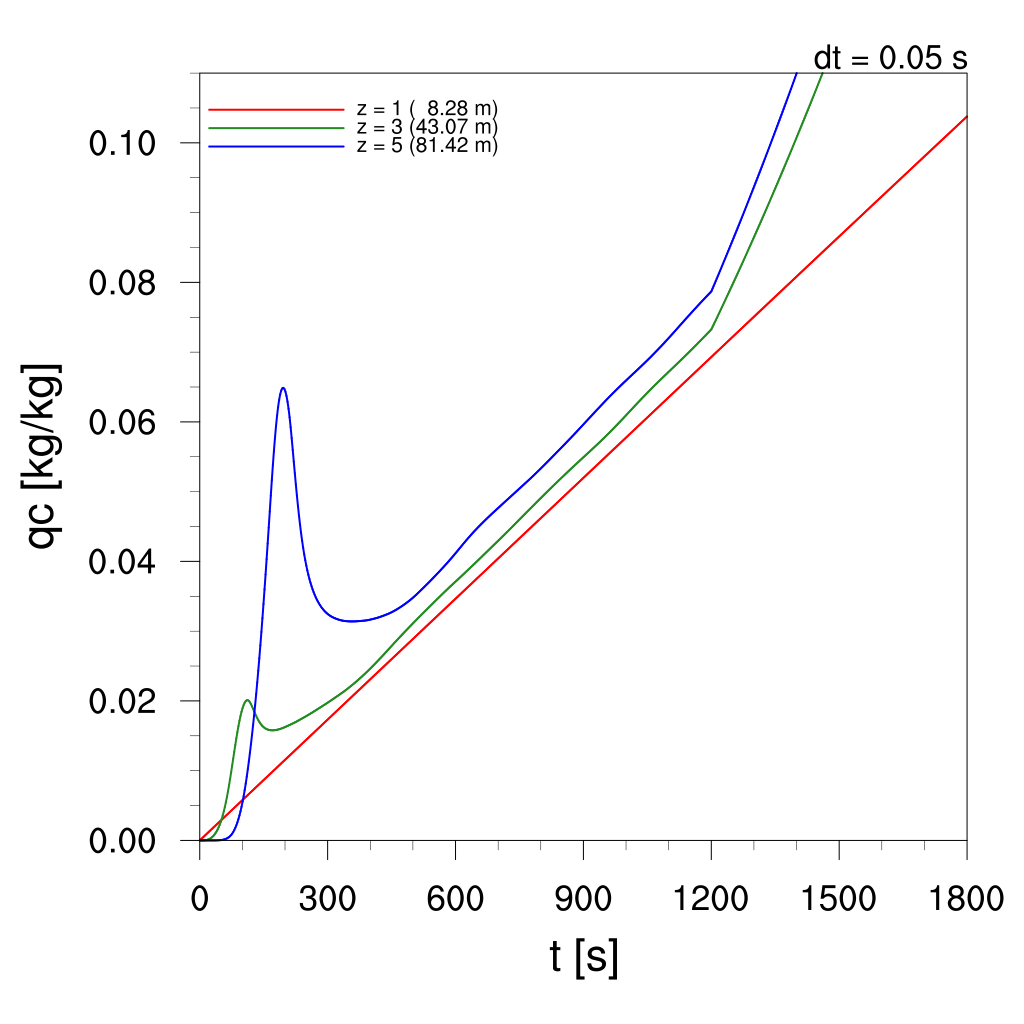 dt = 0.05 s
z = 1 (  8.28 m)
z = 3 (43.07 m)
z = 5 (81.42 m)
0.10
0.08
0.06
0.04
0.02
0.00
qc [kg/kg]
0 300 600 900 1200 1500 1800
t [s]